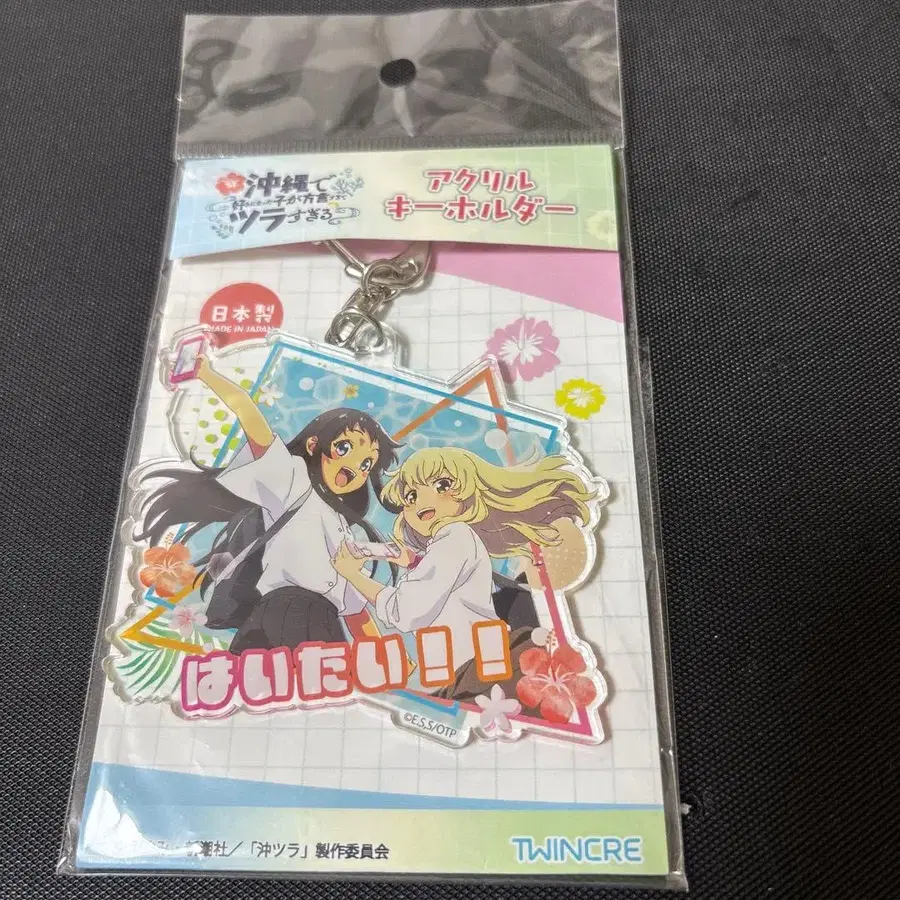 沖縄で
好きになった子が方言すぎて
ツラすぎる
アクリル
キーホルダー
日本製
MADE IN JAPAN
はいたい!!
©E.S,S/OTP
潮社／「沖ツラ」製作委員会
TWINCRE